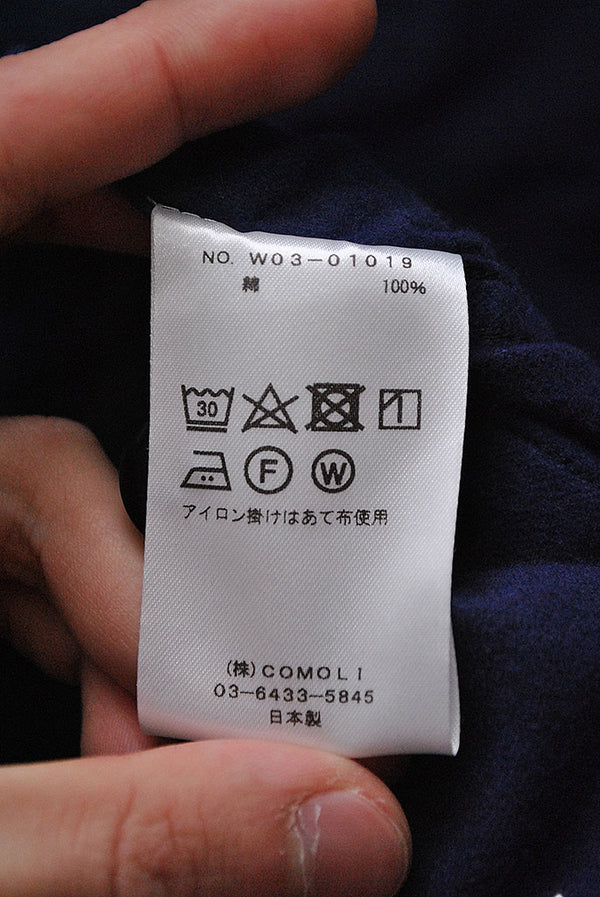 NO. W03-01019
綿 100%
30
F W
アイロン掛けはあて布使用
(株)COMOLI
03-6433-5845
日本製